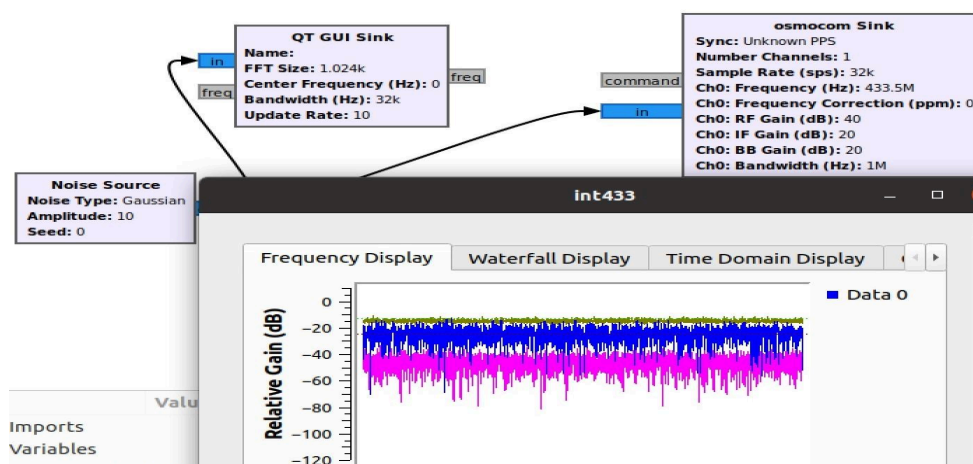 QT GUI Sink
Name:
FFT Size: 1.024k
Center Frequency (Hz): 0
Bandwidth (Hz): 32k
Update Rate: 10
in
freq
freq
osmocom Sink
Sync: Unknown PPS
Number Channels: 1
Sample Rate (sps): 32k
Ch0: Frequency (Hz): 433.5M
Ch0: Frequency Correction (ppm): 0
Ch0: RF Gain (dB): 40
Ch0: IF Gain (dB): 20
Ch0: BB Gain (dB): 20
Ch0: Bandwidth (Hz): 1M
command
in
Noise Source
Noise Type: Gaussian
Amplitude: 10
Seed: 0
int433
Frequency Display
Waterfall Display
Time Domain Display
Data 0
Relative Gain (dB)
0
−20
−40
−60
−80
−100
−120
Valu
Imports
Variables